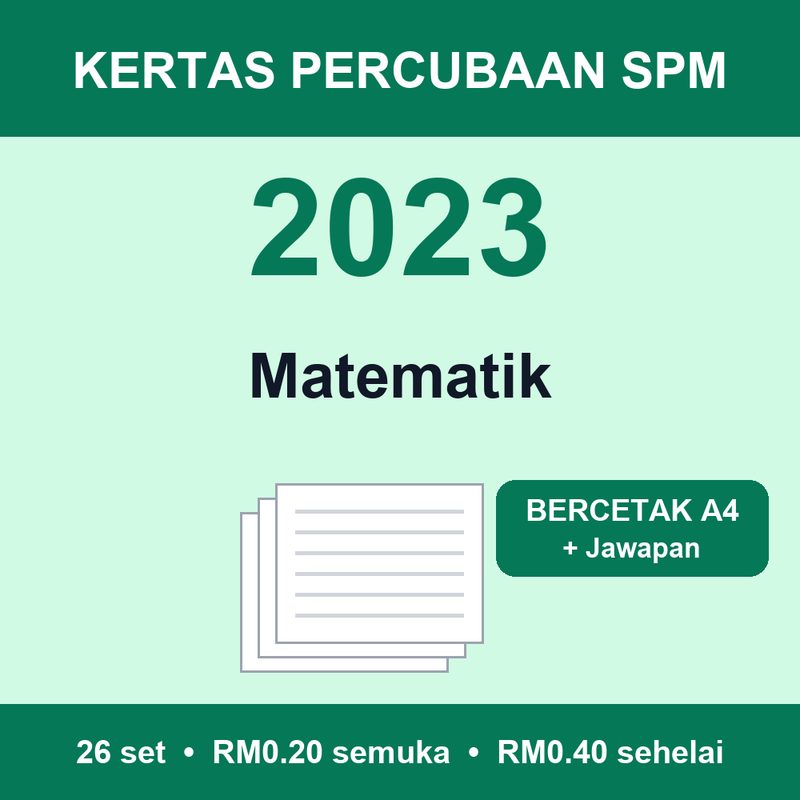 KERTAS PERCUBAAN SPM
2023
Matematik
BERCETAK A4
+ Jawapan
26 set • RM0.20 semuka • RM0.40 sehelai